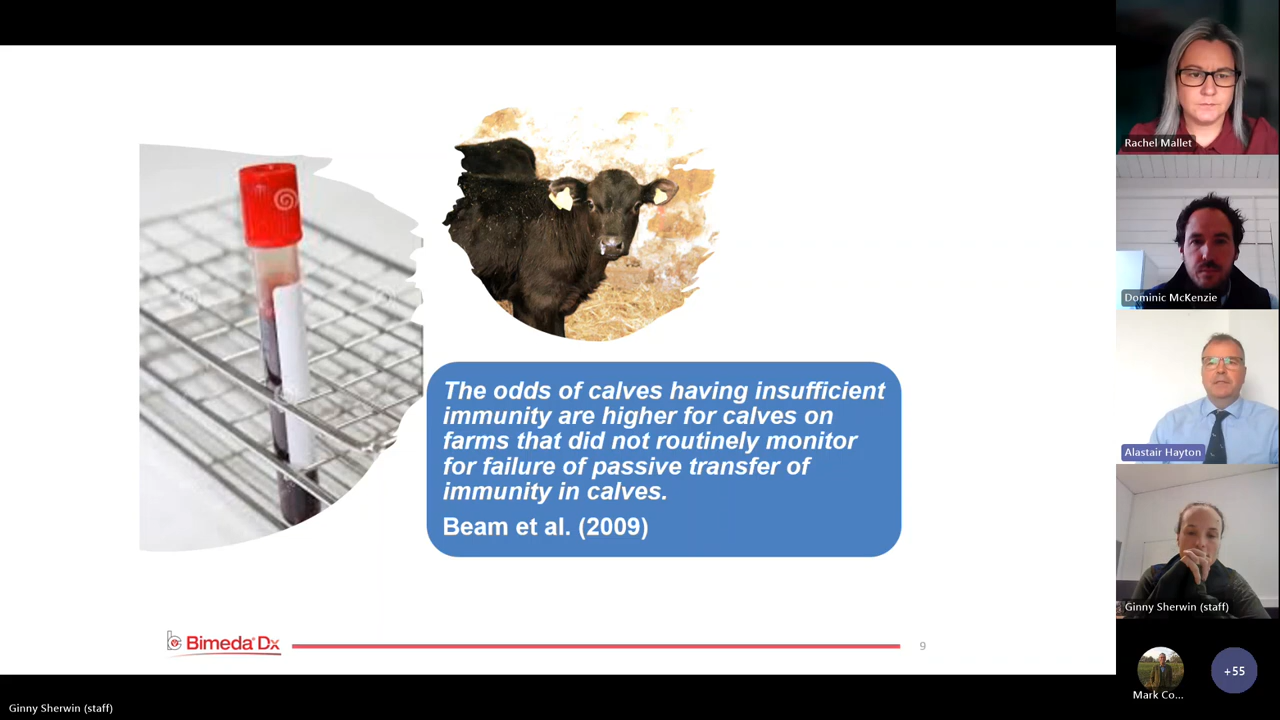 The odds of calves having insufficient
immunity are higher for calves on
farms that did not routinely monitor
for failure of passive transfer of
immunity in calves.
Beam et al. (2009)
Bimeda® Dx
9
Rachel Mallet
Dominic McKenzie
Alastair Hayton
Ginny Sherwin (staff)
Mark Co...
+55
Ginny Sherwin (staff)